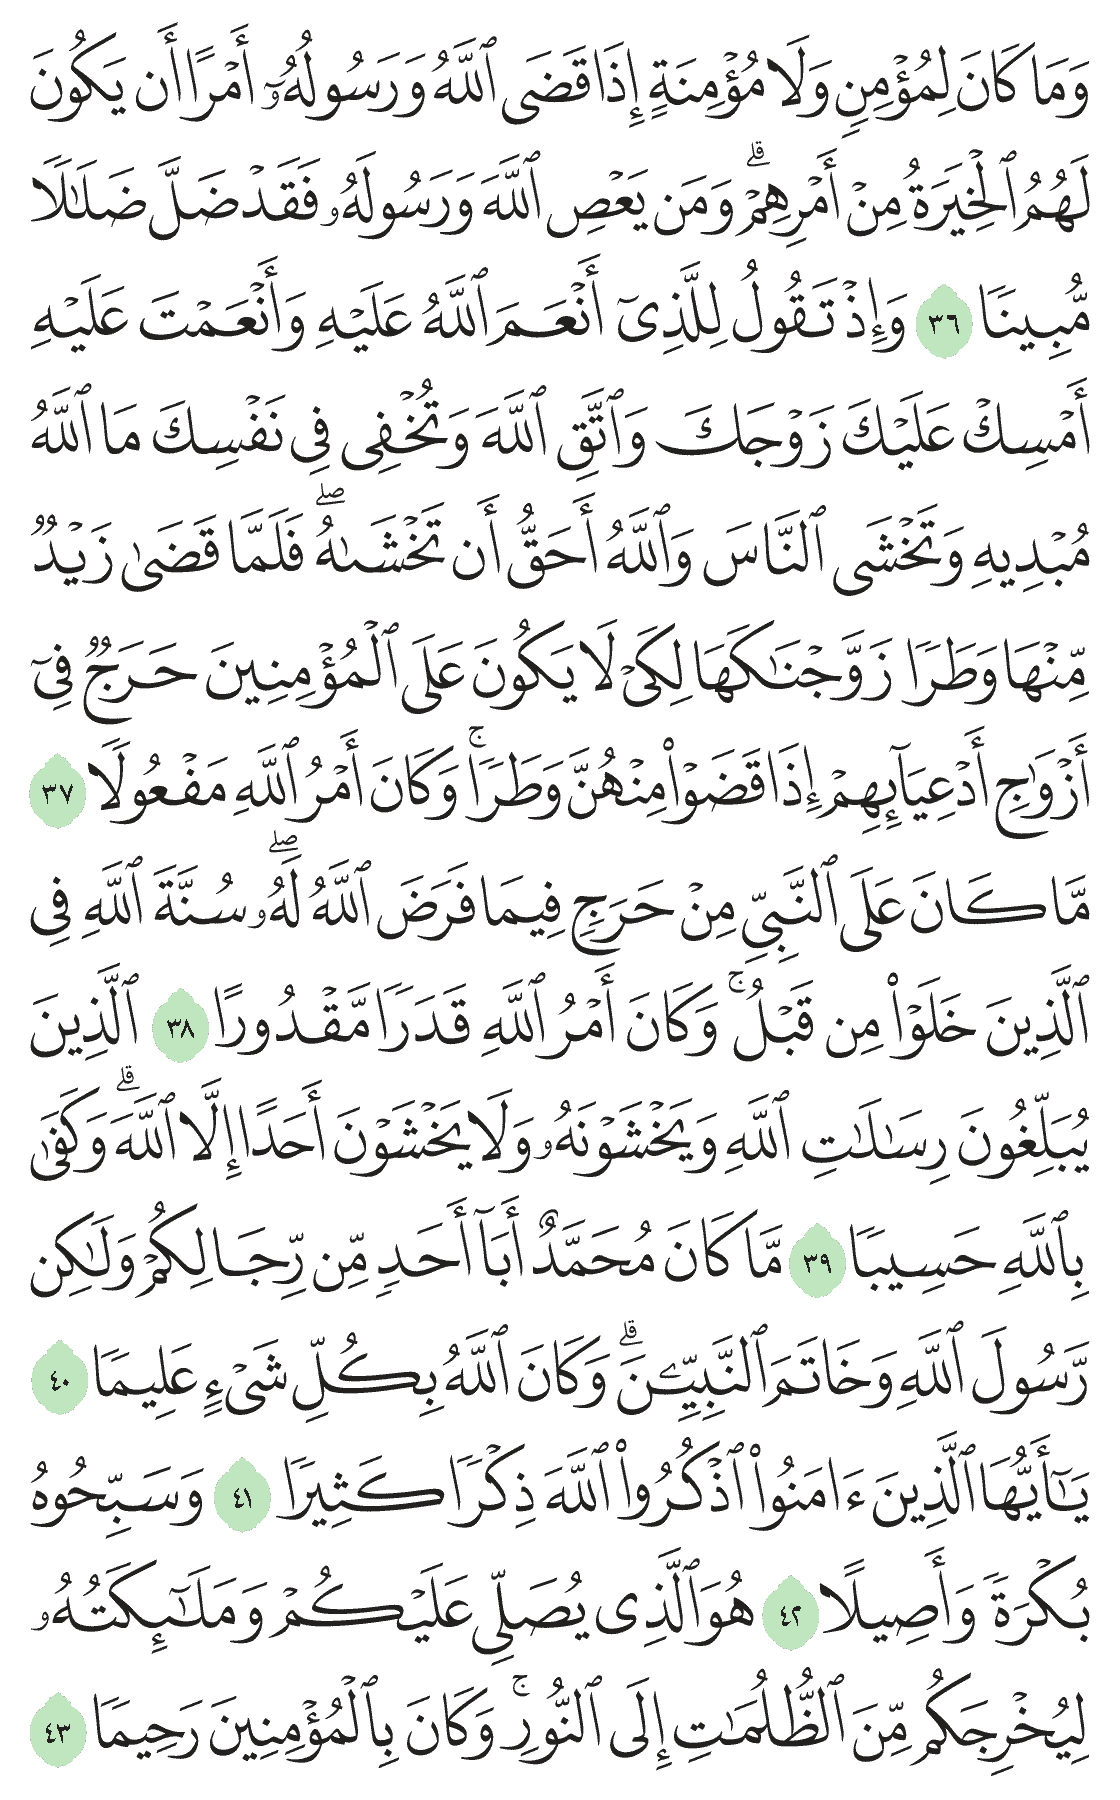 وَمَا كَانَ لِمُؤْمِنٍ وَلَا مُؤْمِنَةٍ إِذَا قَضَى ٱللَّهُ وَرَسُولُهُۥٓ أَمْرًا أَن يَكُونَ
لَهُمُ ٱلْخِيَرَةُ مِنْ أَمْرِهِمْ ۗ وَمَن يَعْصِ ٱللَّهَ وَرَسُولَهُۥ فَقَدْ ضَلَّ ضَلَـٰلًا
مُّبِينًا ٣٦ وَإِذْ تَقُولُ لِلَّذِىٓ أَنْعَمَ ٱللَّهُ عَلَيْهِ وَأَنْعَمْتَ عَلَيْهِ
أَمْسِكْ عَلَيْكَ زَوْجَكَ وَٱتَّقِ ٱللَّهَ وَتُخْفِى فِى نَفْسِكَ مَا ٱللَّهُ
مُبْدِيهِ وَتَخْشَى ٱلنَّاسَ وَٱللَّهُ أَحَقُّ أَن تَخْشَىٰهُ ۖ فَلَمَّا قَضَىٰ زَيْدٌ
مِّنْهَا وَطَرًا زَوَّجْنَـٰكَهَا لِكَىْ لَا يَكُونَ عَلَى ٱلْمُؤْمِنِينَ حَرَجٌ فِىٓ
أَزْوَٰجِ أَدْعِيَآئِهِمْ إِذَا قَضَوْا۟ مِنْهُنَّ وَطَرًا ۚ وَكَانَ أَمْرُ ٱللَّهِ مَفْعُولًا ٣٧
مَّا كَانَ عَلَى ٱلنَّبِىِّ مِنْ حَرَجٍ فِيمَا فَرَضَ ٱللَّهُ لَهُۥ ۖ سُنَّةَ ٱللَّهِ فِى
ٱلَّذِينَ خَلَوْا۟ مِن قَبْلُ ۚ وَكَانَ أَمْرُ ٱللَّهِ قَدَرًا مَّقْدُورًا ٣٨ ٱلَّذِينَ
يُبَلِّغُونَ رِسَـٰلَـٰتِ ٱللَّهِ وَيَخْشَوْنَهُۥ وَلَا يَخْشَوْنَ أَحَدًا إِلَّا ٱللَّهَ ۗ وَكَفَىٰ
بِٱللَّهِ حَسِيبًا ٣٩ مَّا كَانَ مُحَمَّدٌ أَبَآ أَحَدٍ مِّن رِّجَالِكُمْ وَلَـٰكِن
رَّسُولَ ٱللَّهِ وَخَاتَمَ ٱلنَّبِيِّـۧنَ ۗ وَكَانَ ٱللَّهُ بِكُلِّ شَىْءٍ عَلِيمًا ٤٠
يَـٰٓأَيُّهَا ٱلَّذِينَ ءَامَنُوا۟ ٱذْكُرُوا۟ ٱللَّهَ ذِكْرًا كَثِيرًا ٤١ وَسَبِّحُوهُ
بُكْرَةً وَأَصِيلًا ٤٢ هُوَ ٱلَّذِى يُصَلِّى عَلَيْكُمْ وَمَلَـٰٓئِكَتُهُۥ
لِيُخْرِجَكُم مِّنَ ٱلظُّلُمَـٰتِ إِلَى ٱلنُّورِ ۚ وَكَانَ بِٱلْمُؤْمِنِينَ رَحِيمًا ٤٣